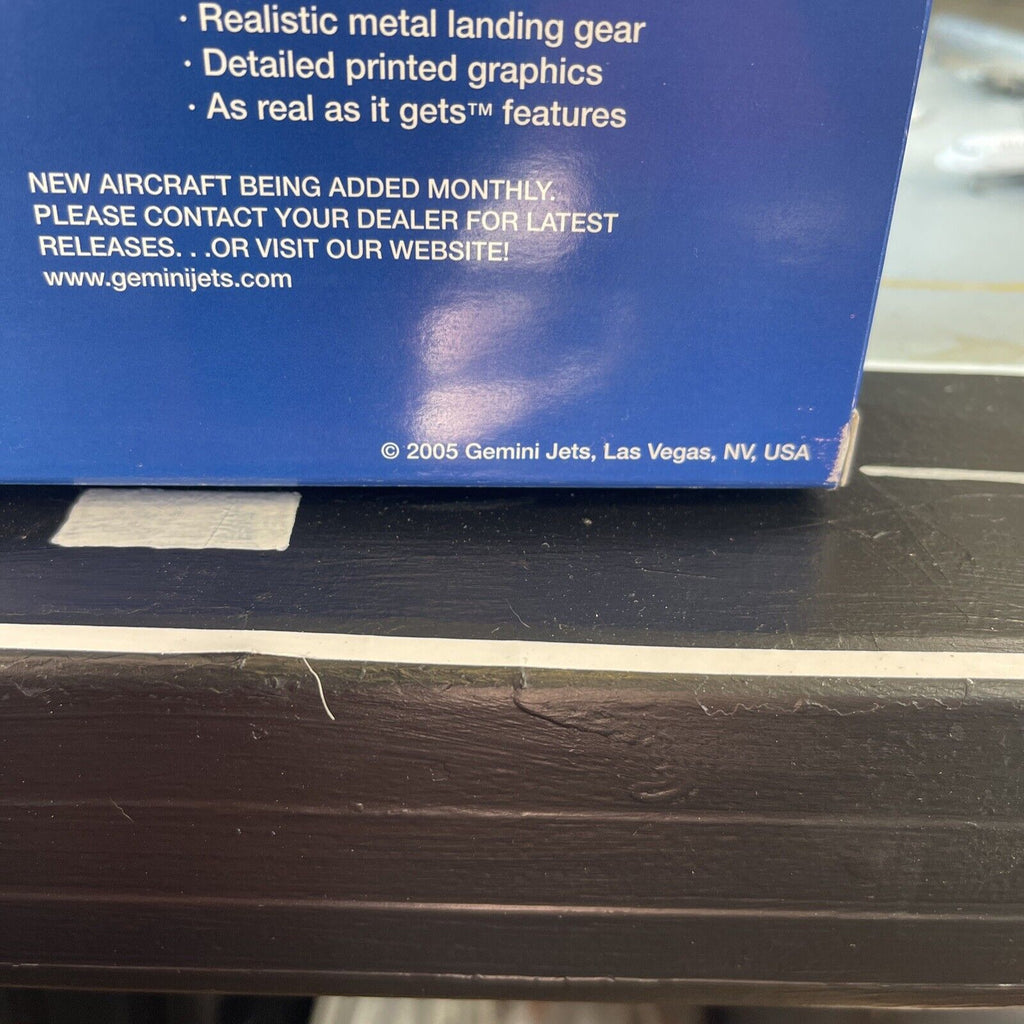 · Realistic metal landing gear
· Detailed printed graphics
· As real as it gets™ features
NEW AIRCRAFT BEING ADDED MONTHLY.
PLEASE CONTACT YOUR DEALER FOR LATEST
RELEASES. . .OR VISIT OUR WEBSITE!
www.geminijets.com
© 2005 Gemini Jets, Las Vegas, NV, USA